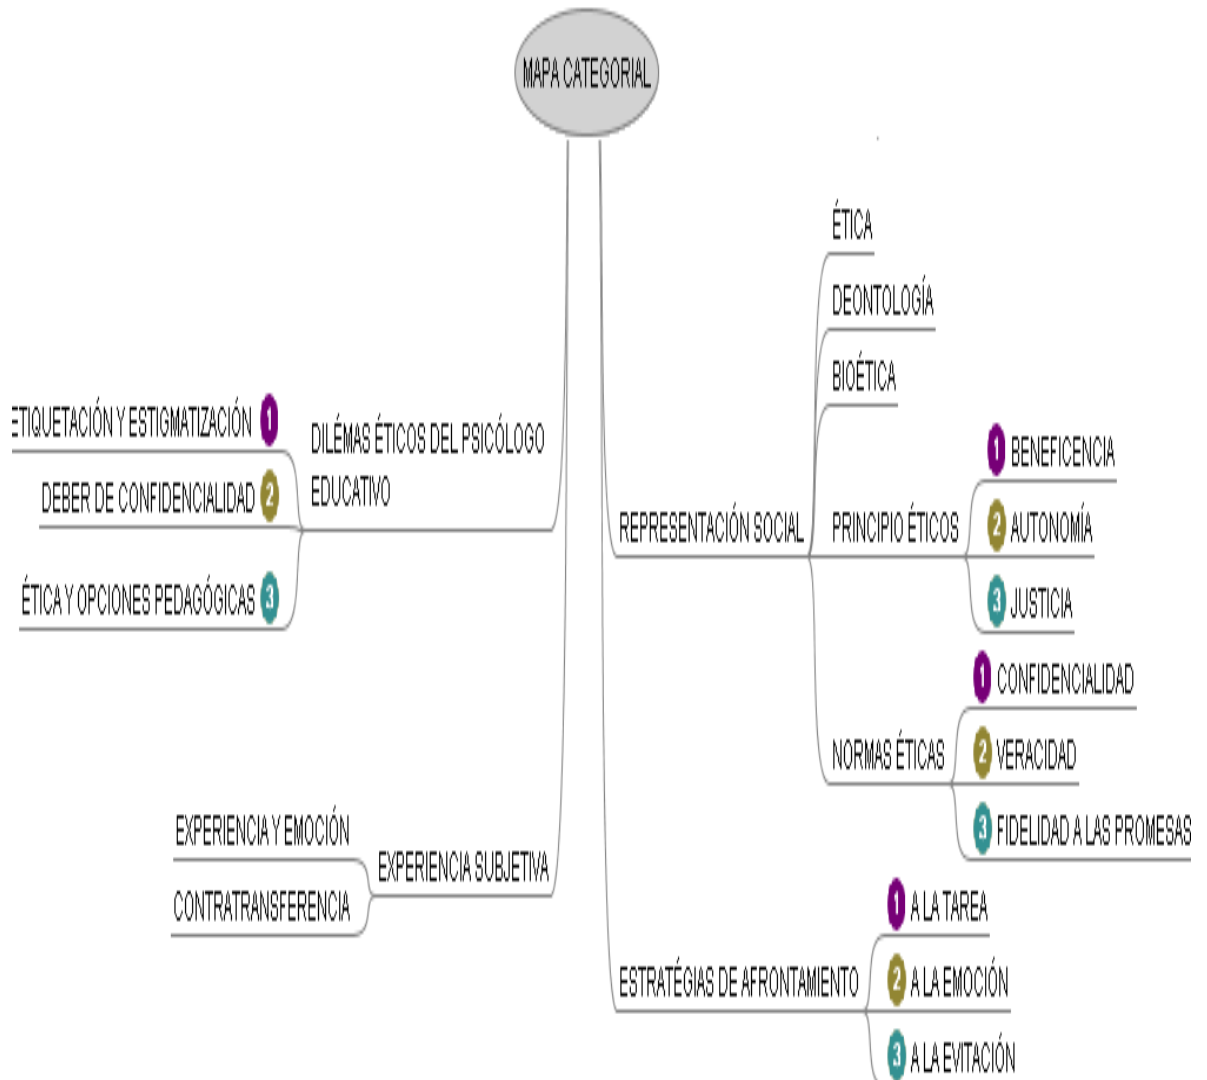 MAPA CATEGORIAL
DILÉMAS ÉTICOS DEL PSICÓLOGO
EDUCATIVO
ETIQUETACIÓN Y ESTIGMATIZACIÓN 1
DEBER DE CONFIDENCIALIDAD 2
ÉTICA Y OPCIONES PEDAGÓGICAS 3
EXPERIENCIA SUBJETIVA
EXPERIENCIA Y EMOCIÓN
CONTRATRANSFERENCIA
REPRESENTACIÓN SOCIAL
ÉTICA
DEONTOLOGÍA
BIOÉTICA
PRINCIPIO ÉTICOS
1 BENEFICENCIA
2 AUTONOMÍA
3 JUSTICIA
NORMAS ÉTICAS
1 CONFIDENCIALIDAD
2 VERACIDAD
3 FIDELIDAD A LAS PROMESAS
ESTRATÉGIAS DE AFRONTAMIENTO
1 A LA TAREA
2 A LA EMOCIÓN
3 A LA EVITACIÓN